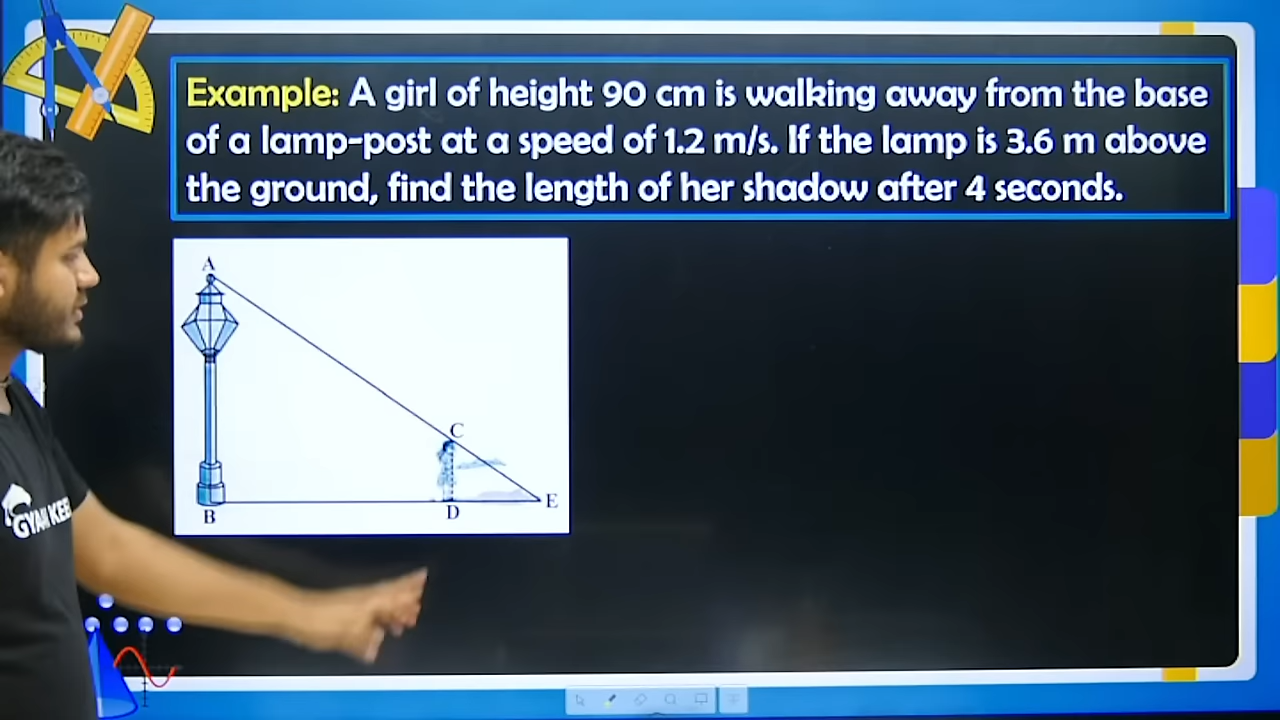 Example: A girl of height 90 cm is walking away from the base
of a lamp-post at a speed of 1.2 m/s. If the lamp is 3.6 m above
the ground, find the length of her shadow after 4 seconds.
A
C
B
D
E
GYAN